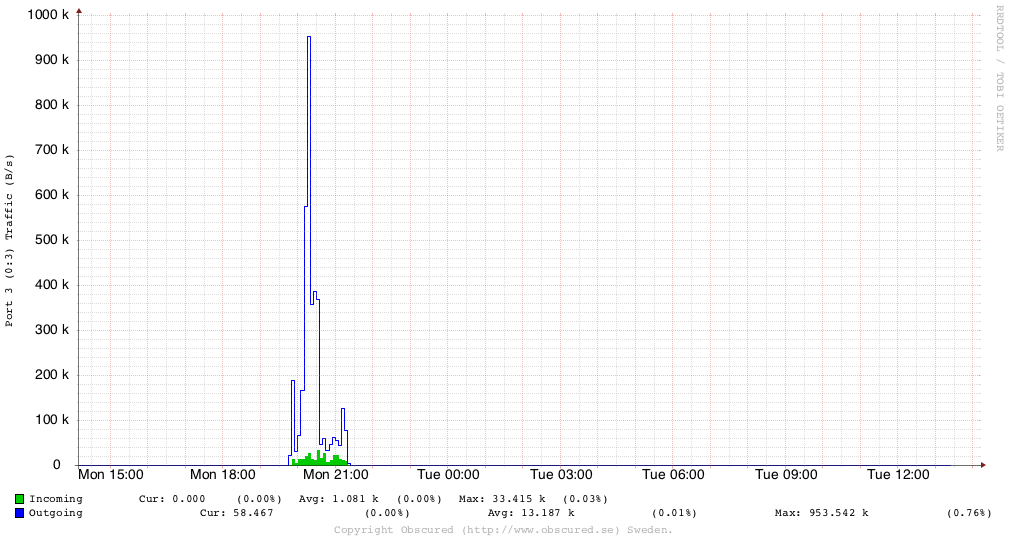 1000 k
900 k
800 k
700 k
600 k
500 k
400 k
300 k
200 k
100 k
0
Port 3 (0:3) Traffic (B/s)
RRDTOOL / TOBI OETIKER
Mon 15:00 Mon 18:00 Mon 21:00 Tue 00:00 Tue 03:00 Tue 06:00 Tue 09:00 Tue 12:00
Incoming Cur: 0.000 (0.00%) Avg: 1.081 k (0.00%) Max: 33.415 k (0.03%)
Outgoing Cur: 58.467 (0.00%) Avg: 13.187 k (0.01%) Max: 953.542 k (0.76%)
Copyright Obscured (http://www.obscured.se) Sweden.